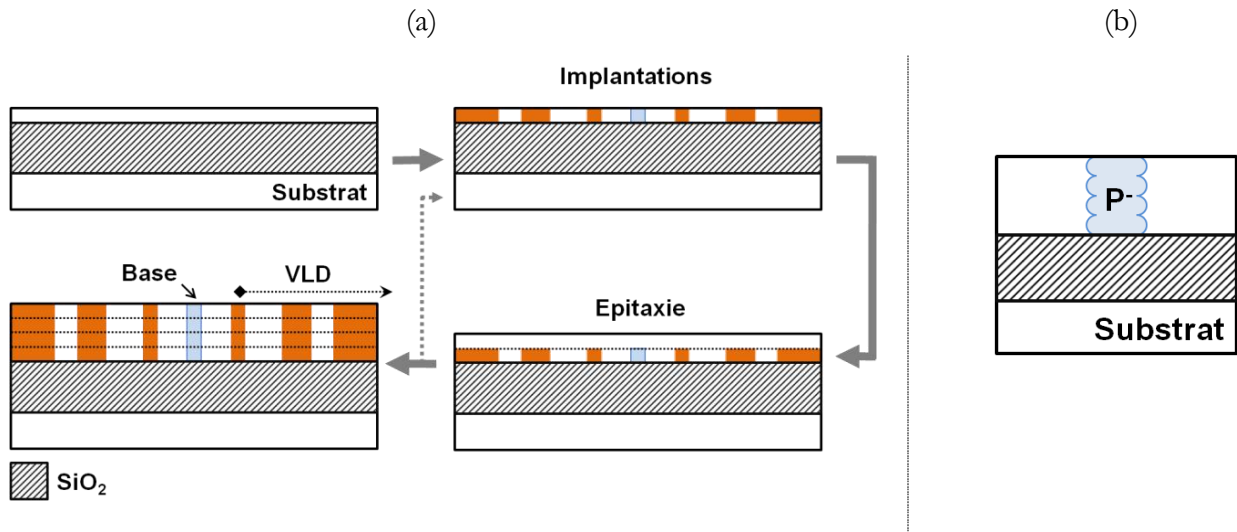 (a)
(b)
Implantations
Substrat
Base
VLD
Epitaxie
SiO₂
P⁻
Substrat